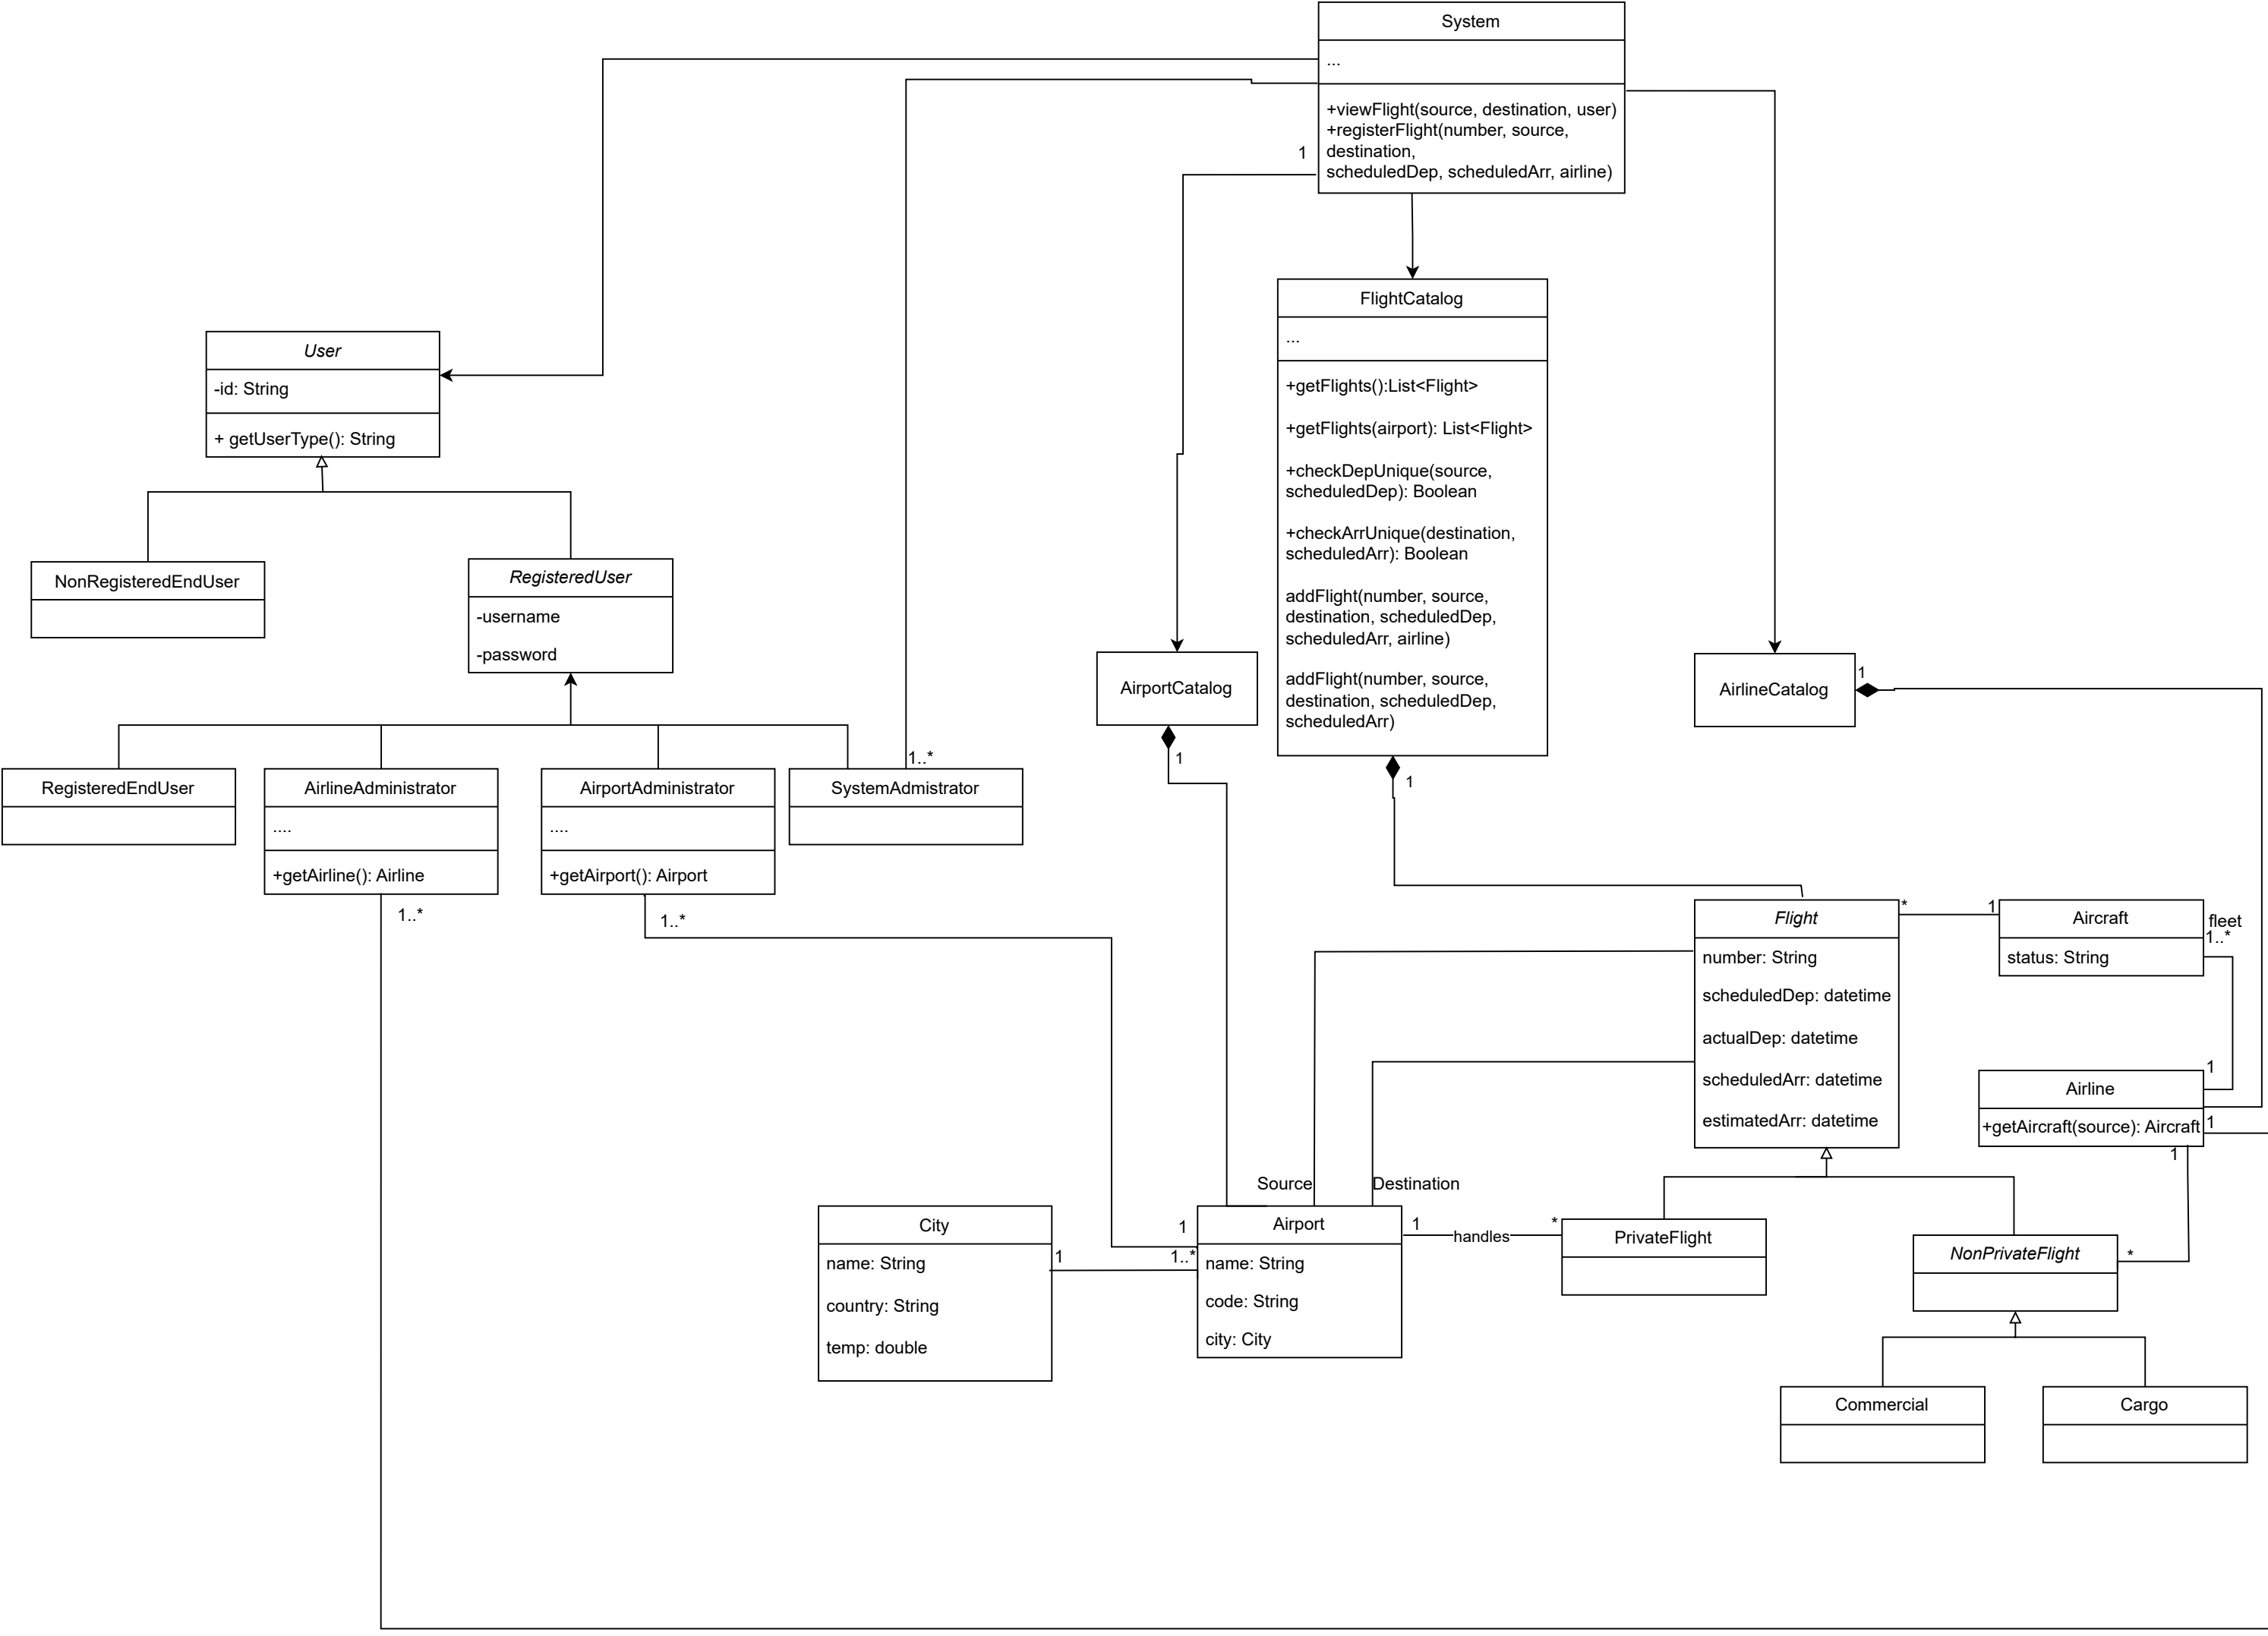 System
...
+viewFlight(source, destination, user)
+registerFlight(number, source,
destination,
scheduledDep, scheduledArr, airline)
1
FlightCatalog
...
+getFlights():List<Flight>
+getFlights(airport): List<Flight>
+checkDepUnique(source,
scheduledDep): Boolean
+checkArrUnique(destination,
scheduledArr): Boolean
addFlight(number, source,
destination, scheduledDep,
scheduledArr, airline)
addFlight(number, source,
destination, scheduledDep,
scheduledArr)
1
User
-id: String
+ getUserType(): String
NonRegisteredEndUser
RegisteredUser
-username
-password
AirportCatalog
1
AirlineCatalog
1
RegisteredEndUser
AirlineAdministrator
....
+getAirline(): Airline
1..*
AirportAdministrator
....
+getAirport(): Airport
1..*
SystemAdmistrator
1..*
Flight
number: String
scheduledDep: datetime
actualDep: datetime
scheduledArr: datetime
estimatedArr: datetime
*
1
Aircraft
status: String
fleet
1..*
1
Airline
+getAircraft(source): Aircraft
1
1
Source
Destination
City
name: String
country: String
temp: double
1
1
1..*
Airport
name: String
code: String
city: City
1
handles
*
PrivateFlight
NonPrivateFlight
*
Commercial
Cargo